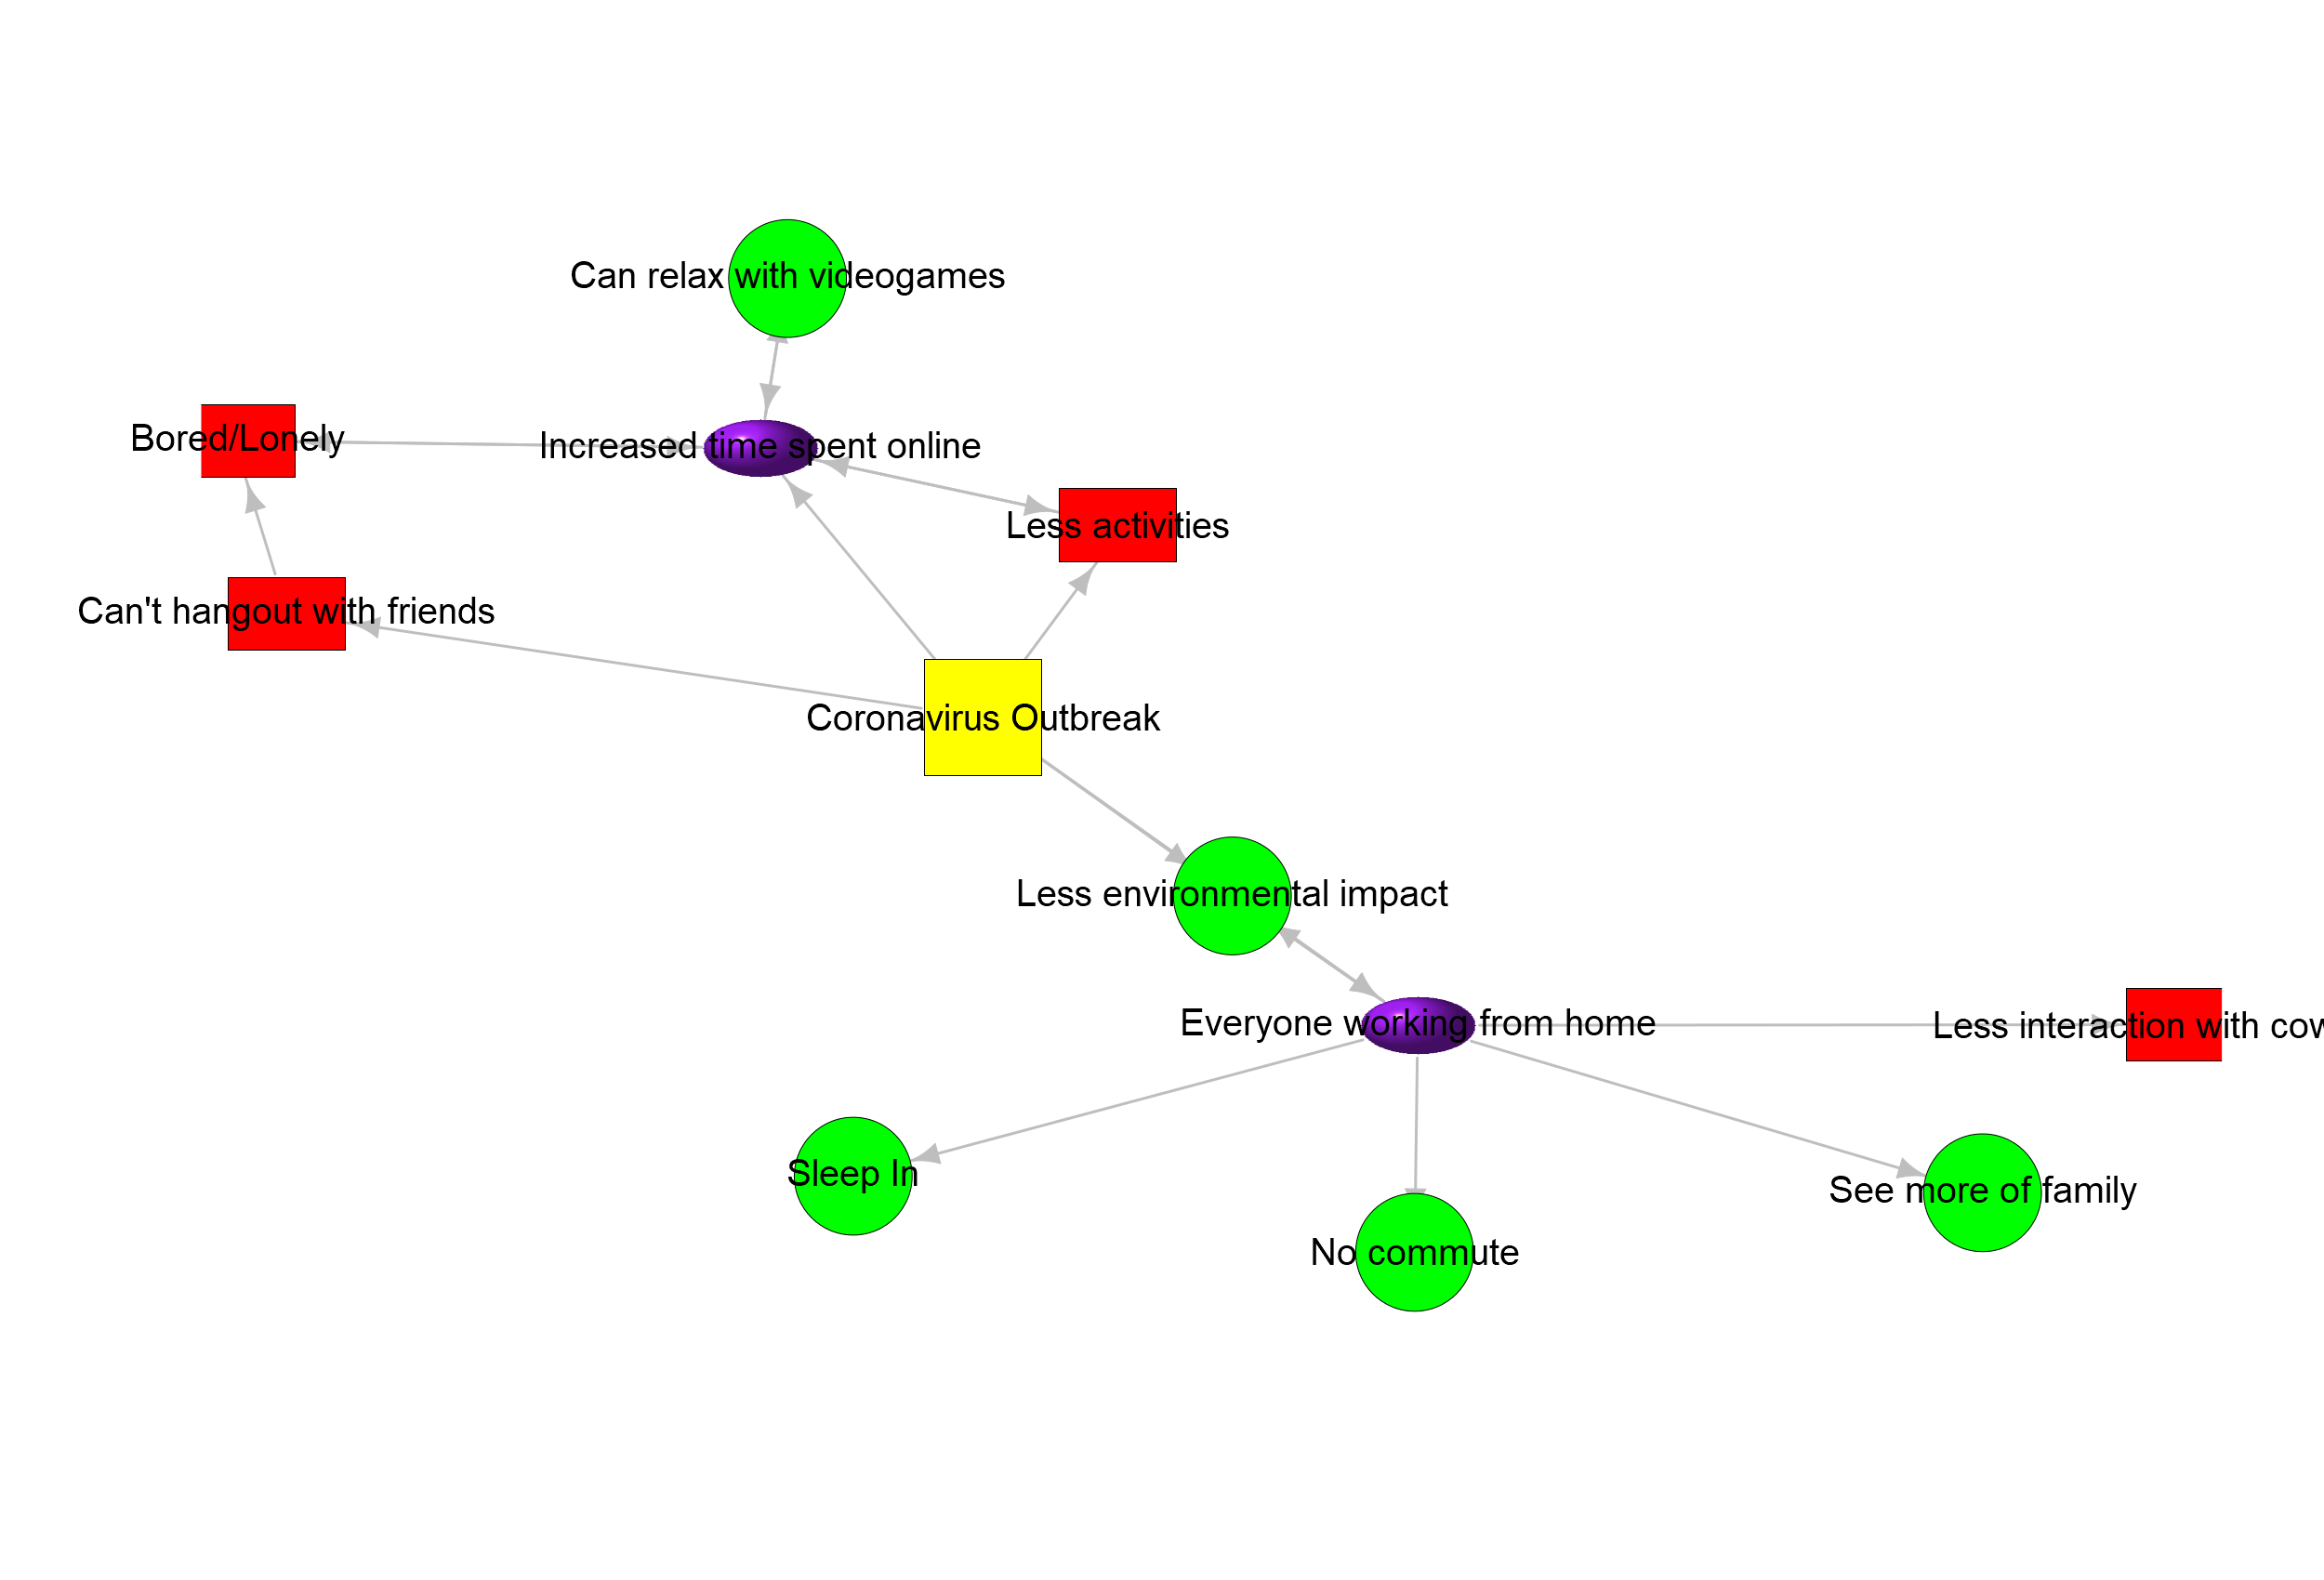 Can relax with videogames
Bored/Lonely
Increased time spent online
Less activities
Can't hangout with friends
Coronavirus Outbreak
Less environmental impact
Everyone working from home
Less interaction with
Sleep In
See more of family
No commute